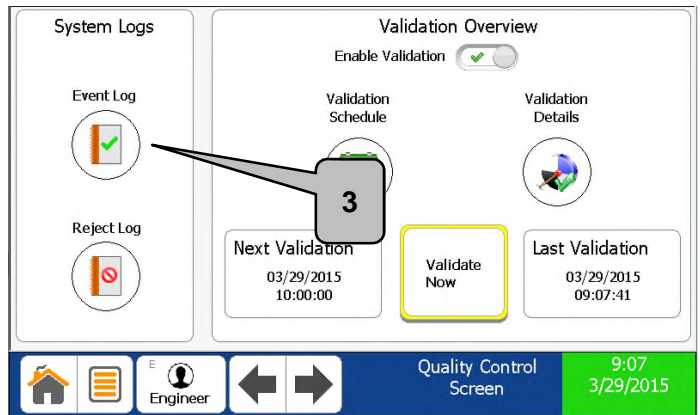 System Logs
Event Log
Reject Log
Validation Overview
Enable Validation
Validation
Schedule
Validation
Details
3
Next Validation
03/29/2015
10:00:00
Validate
Now
Last Validation
03/29/2015
09:07:41
E
Engineer
Quality Control
Screen
9:07
3/29/2015